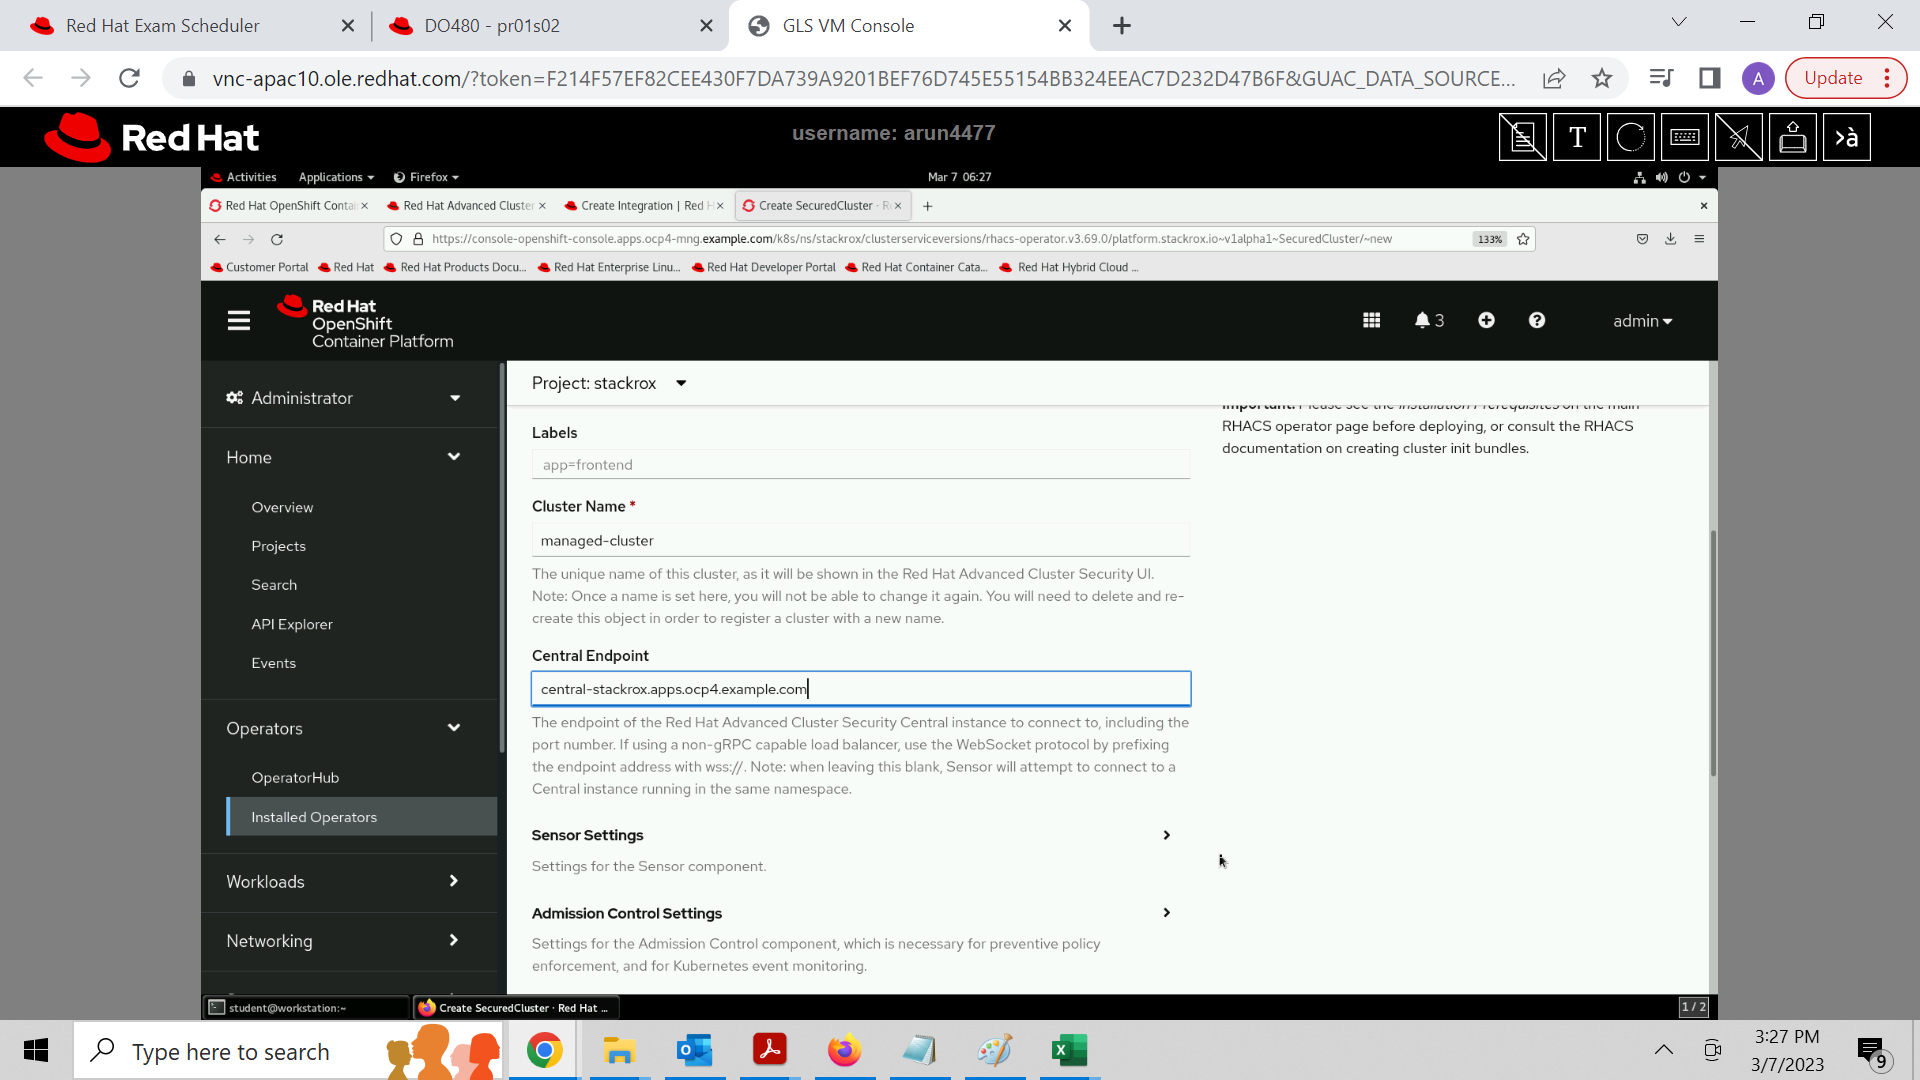 Red Hat Exam Scheduler
DO480 - pr01s02
GLS VM Console
vnc-apac10.ole.redhat.com/?token=F214F57EF82CEE430F7DA739A9201BEF76D745E55154BB324EEAC7D232D47B6F&GUAC_DATA_SOURCE...
A
Update
Red Hat
username: arun4477
T
>à
Activities
Applications
Firefox
Mar 7 06:27
Red Hat OpenShift Contai
Red Hat Advanced Cluster
Create Integration | Red H
Create SecuredCluster · Re
https://console-openshift-console.apps.ocp4-mng.example.com/k8s/ns/stackrox/clusterserviceversions/rhacs-operator.v3.69.0/platform.stackrox.io~v1alpha1~SecuredCluster/~new
133%
Customer Portal
Red Hat
Red Hat Products Docu...
Red Hat Enterprise Linu...
Red Hat Developer Portal
Red Hat Container Cata...
Red Hat Hybrid Cloud ...
Red Hat
OpenShift
Container Platform
3
admin
Administrator
Home
Overview
Projects
Search
API Explorer
Events
Operators
OperatorHub
Installed Operators
Workloads
Networking
Project: stackrox
Labels
app=frontend
Cluster Name *
managed-cluster
The unique name of this cluster, as it will be shown in the Red Hat Advanced Cluster Security UI.
Note: Once a name is set here, you will not be able to change it again. You will need to delete and re-
create this object in order to register a cluster with a new name.
Central Endpoint
central-stackrox.apps.ocp4.example.com
The endpoint of the Red Hat Advanced Cluster Security Central instance to connect to, including the
port number. If using a non-gRPC capable load balancer, use the WebSocket protocol by prefixing
the endpoint address with wss://. Note: when leaving this blank, Sensor will attempt to connect to a
Central instance running in the same namespace.
Sensor Settings
Settings for the Sensor component.
Admission Control Settings
Settings for the Admission Control component, which is necessary for preventive policy
enforcement, and for Kubernetes event monitoring.
Important: Please see the Installation Prerequisites on the main
RHACS operator page before deploying, or consult the RHACS
documentation on creating cluster init bundles.
student@workstation:~
Create SecuredCluster · Red Hat ...
1 / 2
Type here to search
3:27 PM
3/7/2023
9